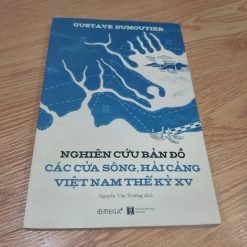 GUSTAVE DUMOUTIER
NGHIÊN CỨU BẢN ĐỒ
CÁC CỬA SÔNG, HẢI CẢNG
VIỆT NAM THẾ KỶ XV
Nguyễn Văn Trường dịch
OMEGA+